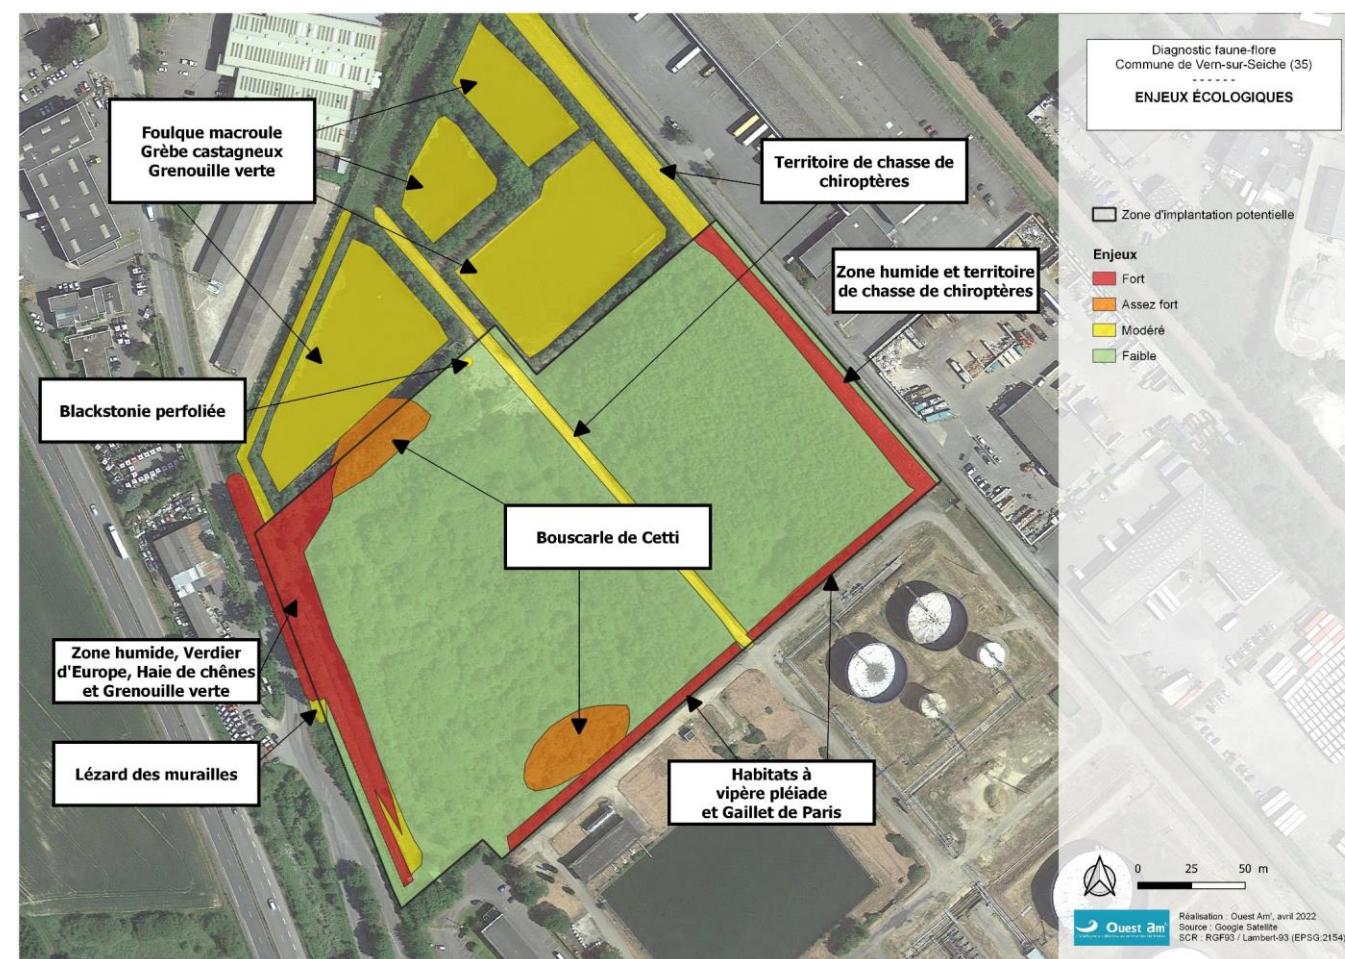 Diagnostic faune-flore
Commune de Vern-sur-Seiche (35)
- - - - - -
ENJEUX ÉCOLOGIQUES
Foulque macroule
Grèbe castagneux
Grenouille verte
Territoire de chasse de
chiroptères
Zone humide et territoire
de chasse de chiroptères
Zone d'implantation potentielle
Enjeux
Fort
Assez fort
Modéré
Faible
Blackstonie perfoliée
Bouscarle de Cetti
Zone humide, Verdier
d'Europe, Haie de chênes
et Grenouille verte
Lézard des murailles
Habitats à
vipère pléiade
et Gaillet de Paris
0 25 50 m
Ouest am'
Réalisation : Ouest Am', avril 2022
Source : Google Satellite
SCR : RGF93 / Lambert-93 (EPSG:2154)